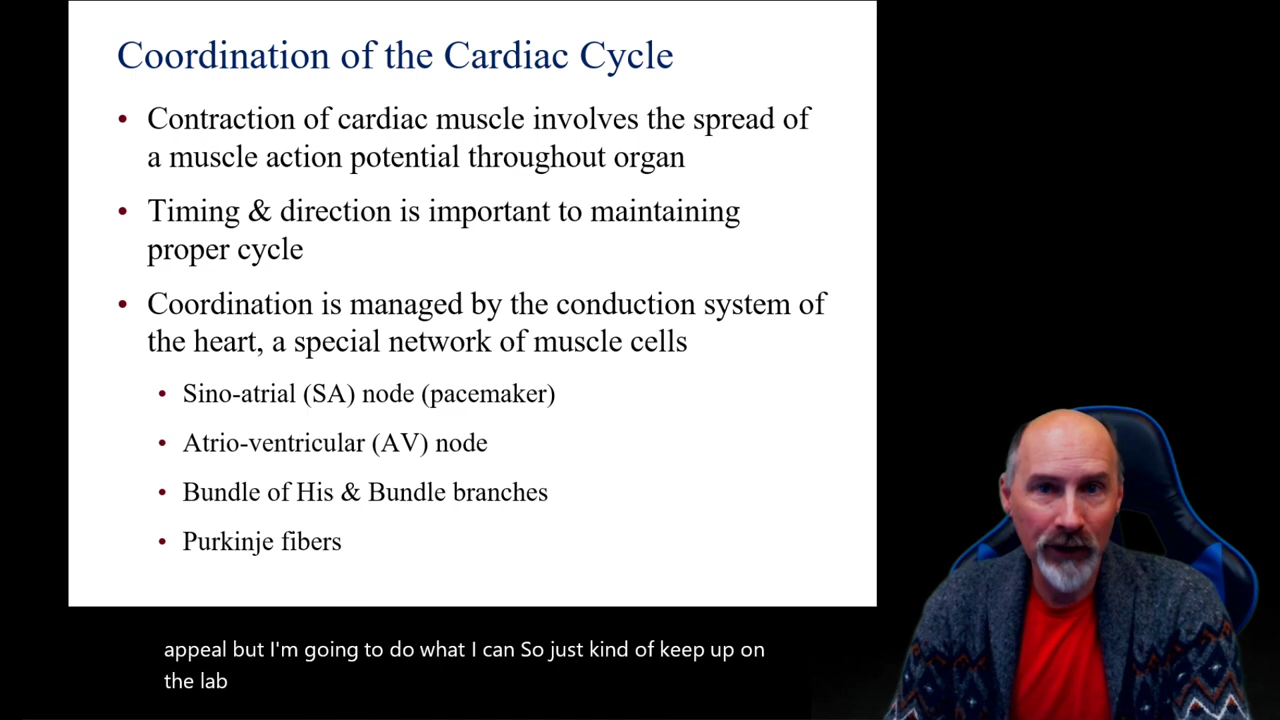 Coordination of the Cardiac Cycle
• Contraction of cardiac muscle involves the spread of
a muscle action potential throughout organ
• Timing & direction is important to maintaining
proper cycle
• Coordination is managed by the conduction system of
the heart, a special network of muscle cells
• Sino-atrial (SA) node (pacemaker)
• Atrio-ventricular (AV) node
• Bundle of His & Bundle branches
• Purkinje fibers
appeal but I'm going to do what I can So just kind of keep up on
the lab